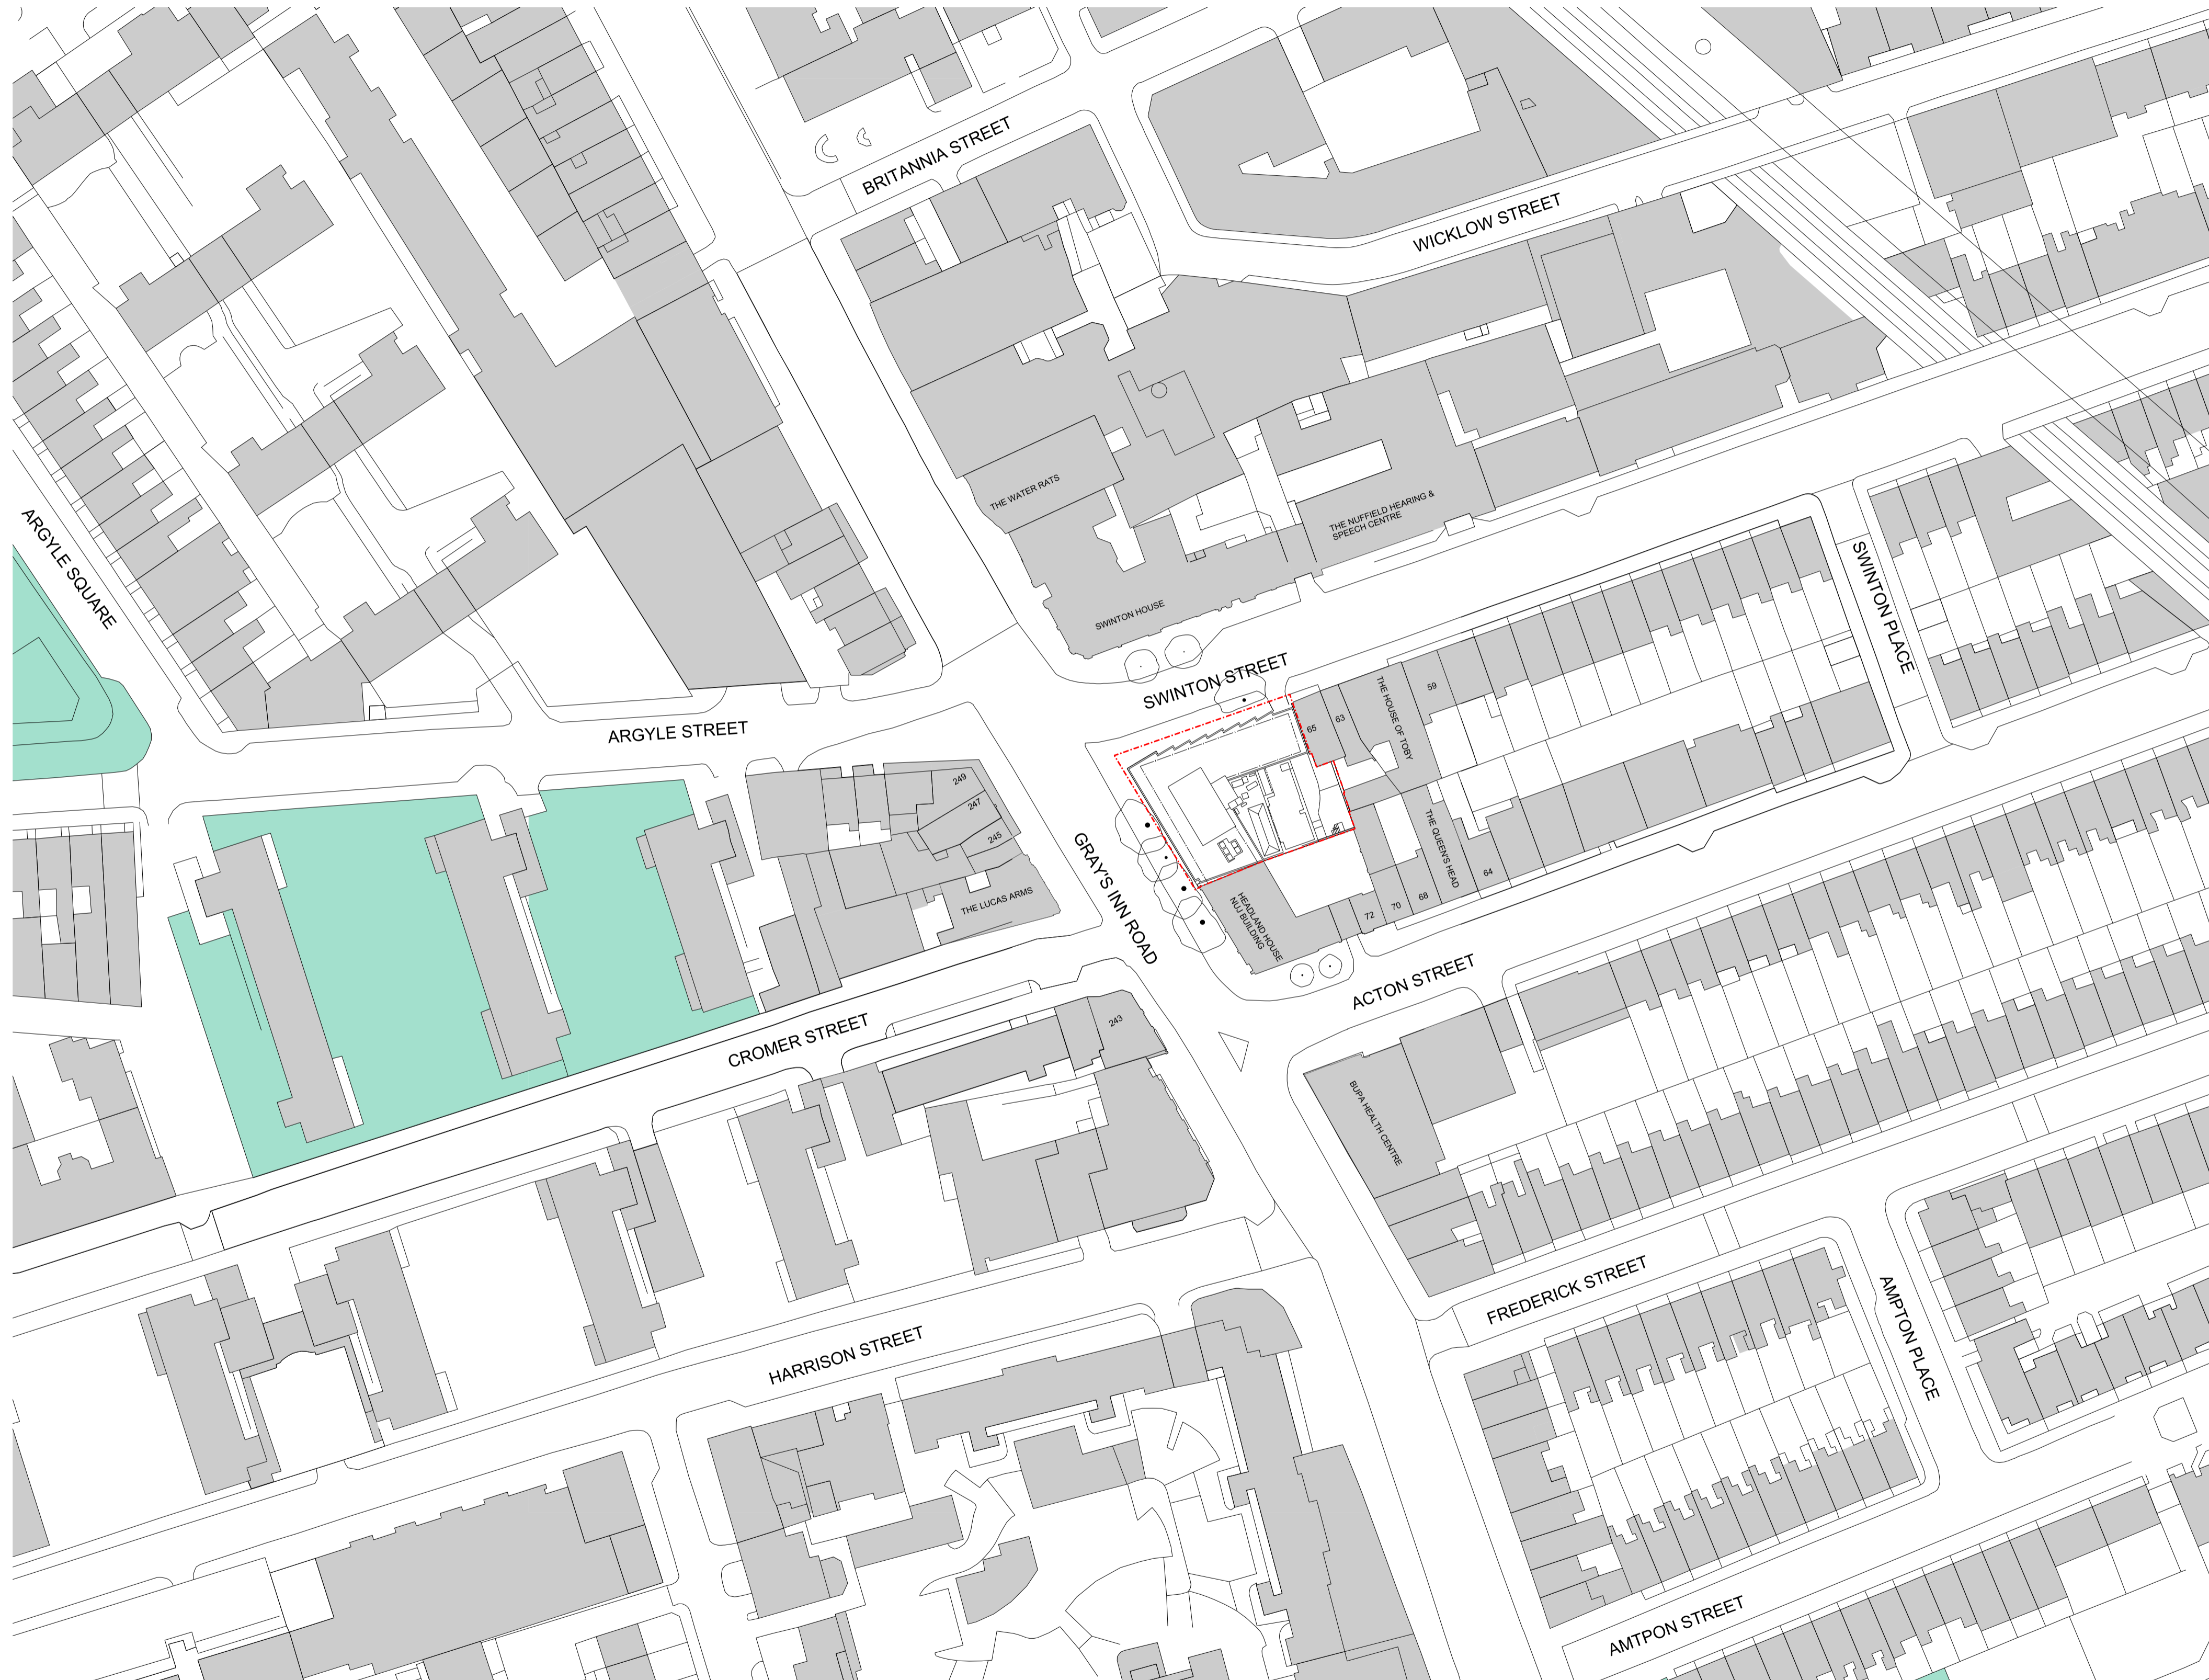 BRITANNIA STREET
WICKLOW STREET
THE WATER RATS
THE NUFFIELD HEARING &
SPEECH CENTRE
ARGYLE SQUARE
SWINTON PLACE
SWINTON HOUSE
SWINTON STREET
ARGYLE STREET
65
63
THE HOUSE OF TOBY
59
249
247
245
THE LUCAS ARMS
GRAY'S INN ROAD
HEADLAND HOUSE
NUJ BUILDING
72
70
68
THE QUEEN'S HEAD
64
ACTON STREET
CROMER STREET
243
BUPA HEALTH CENTRE
FREDERICK STREET
AMPTON PLACE
HARRISON STREET
AMTPON STREET